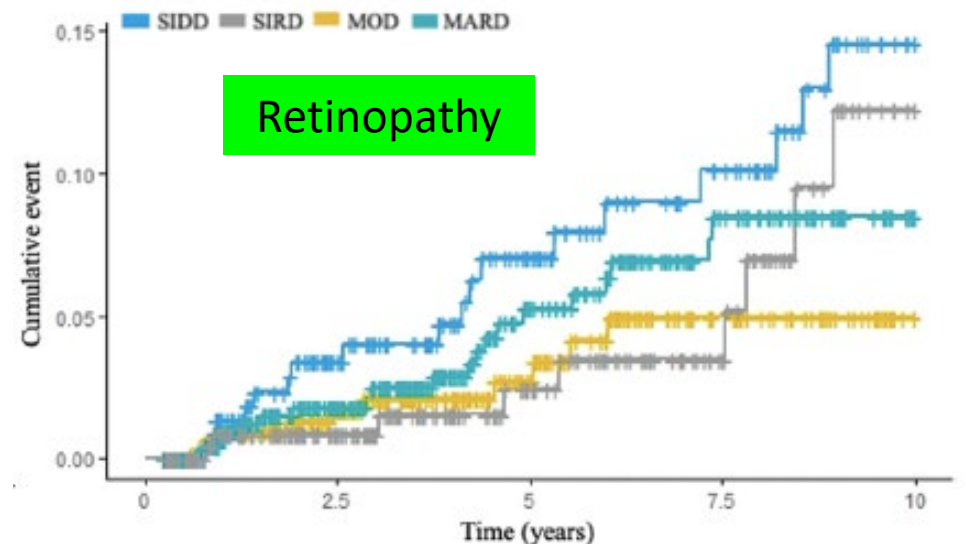 SIDD SIRD MOD MARD
Retinopathy
Cumulative event
0.15
0.10
0.05
0.00
0 2.5 5 7.5 10
Time (years)